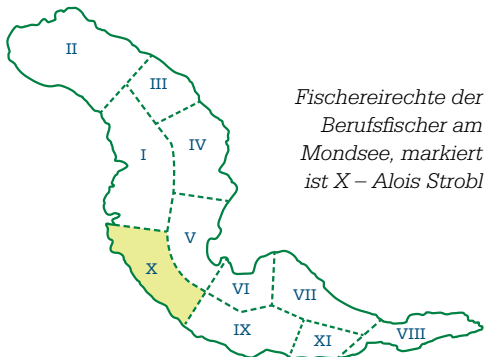 II
III
Fischereirechte der
Berufsfischer am
Mondsee, markiert
ist X – Alois Strobl
I
IV
V
X
VI
VII
IX
XI
VIII